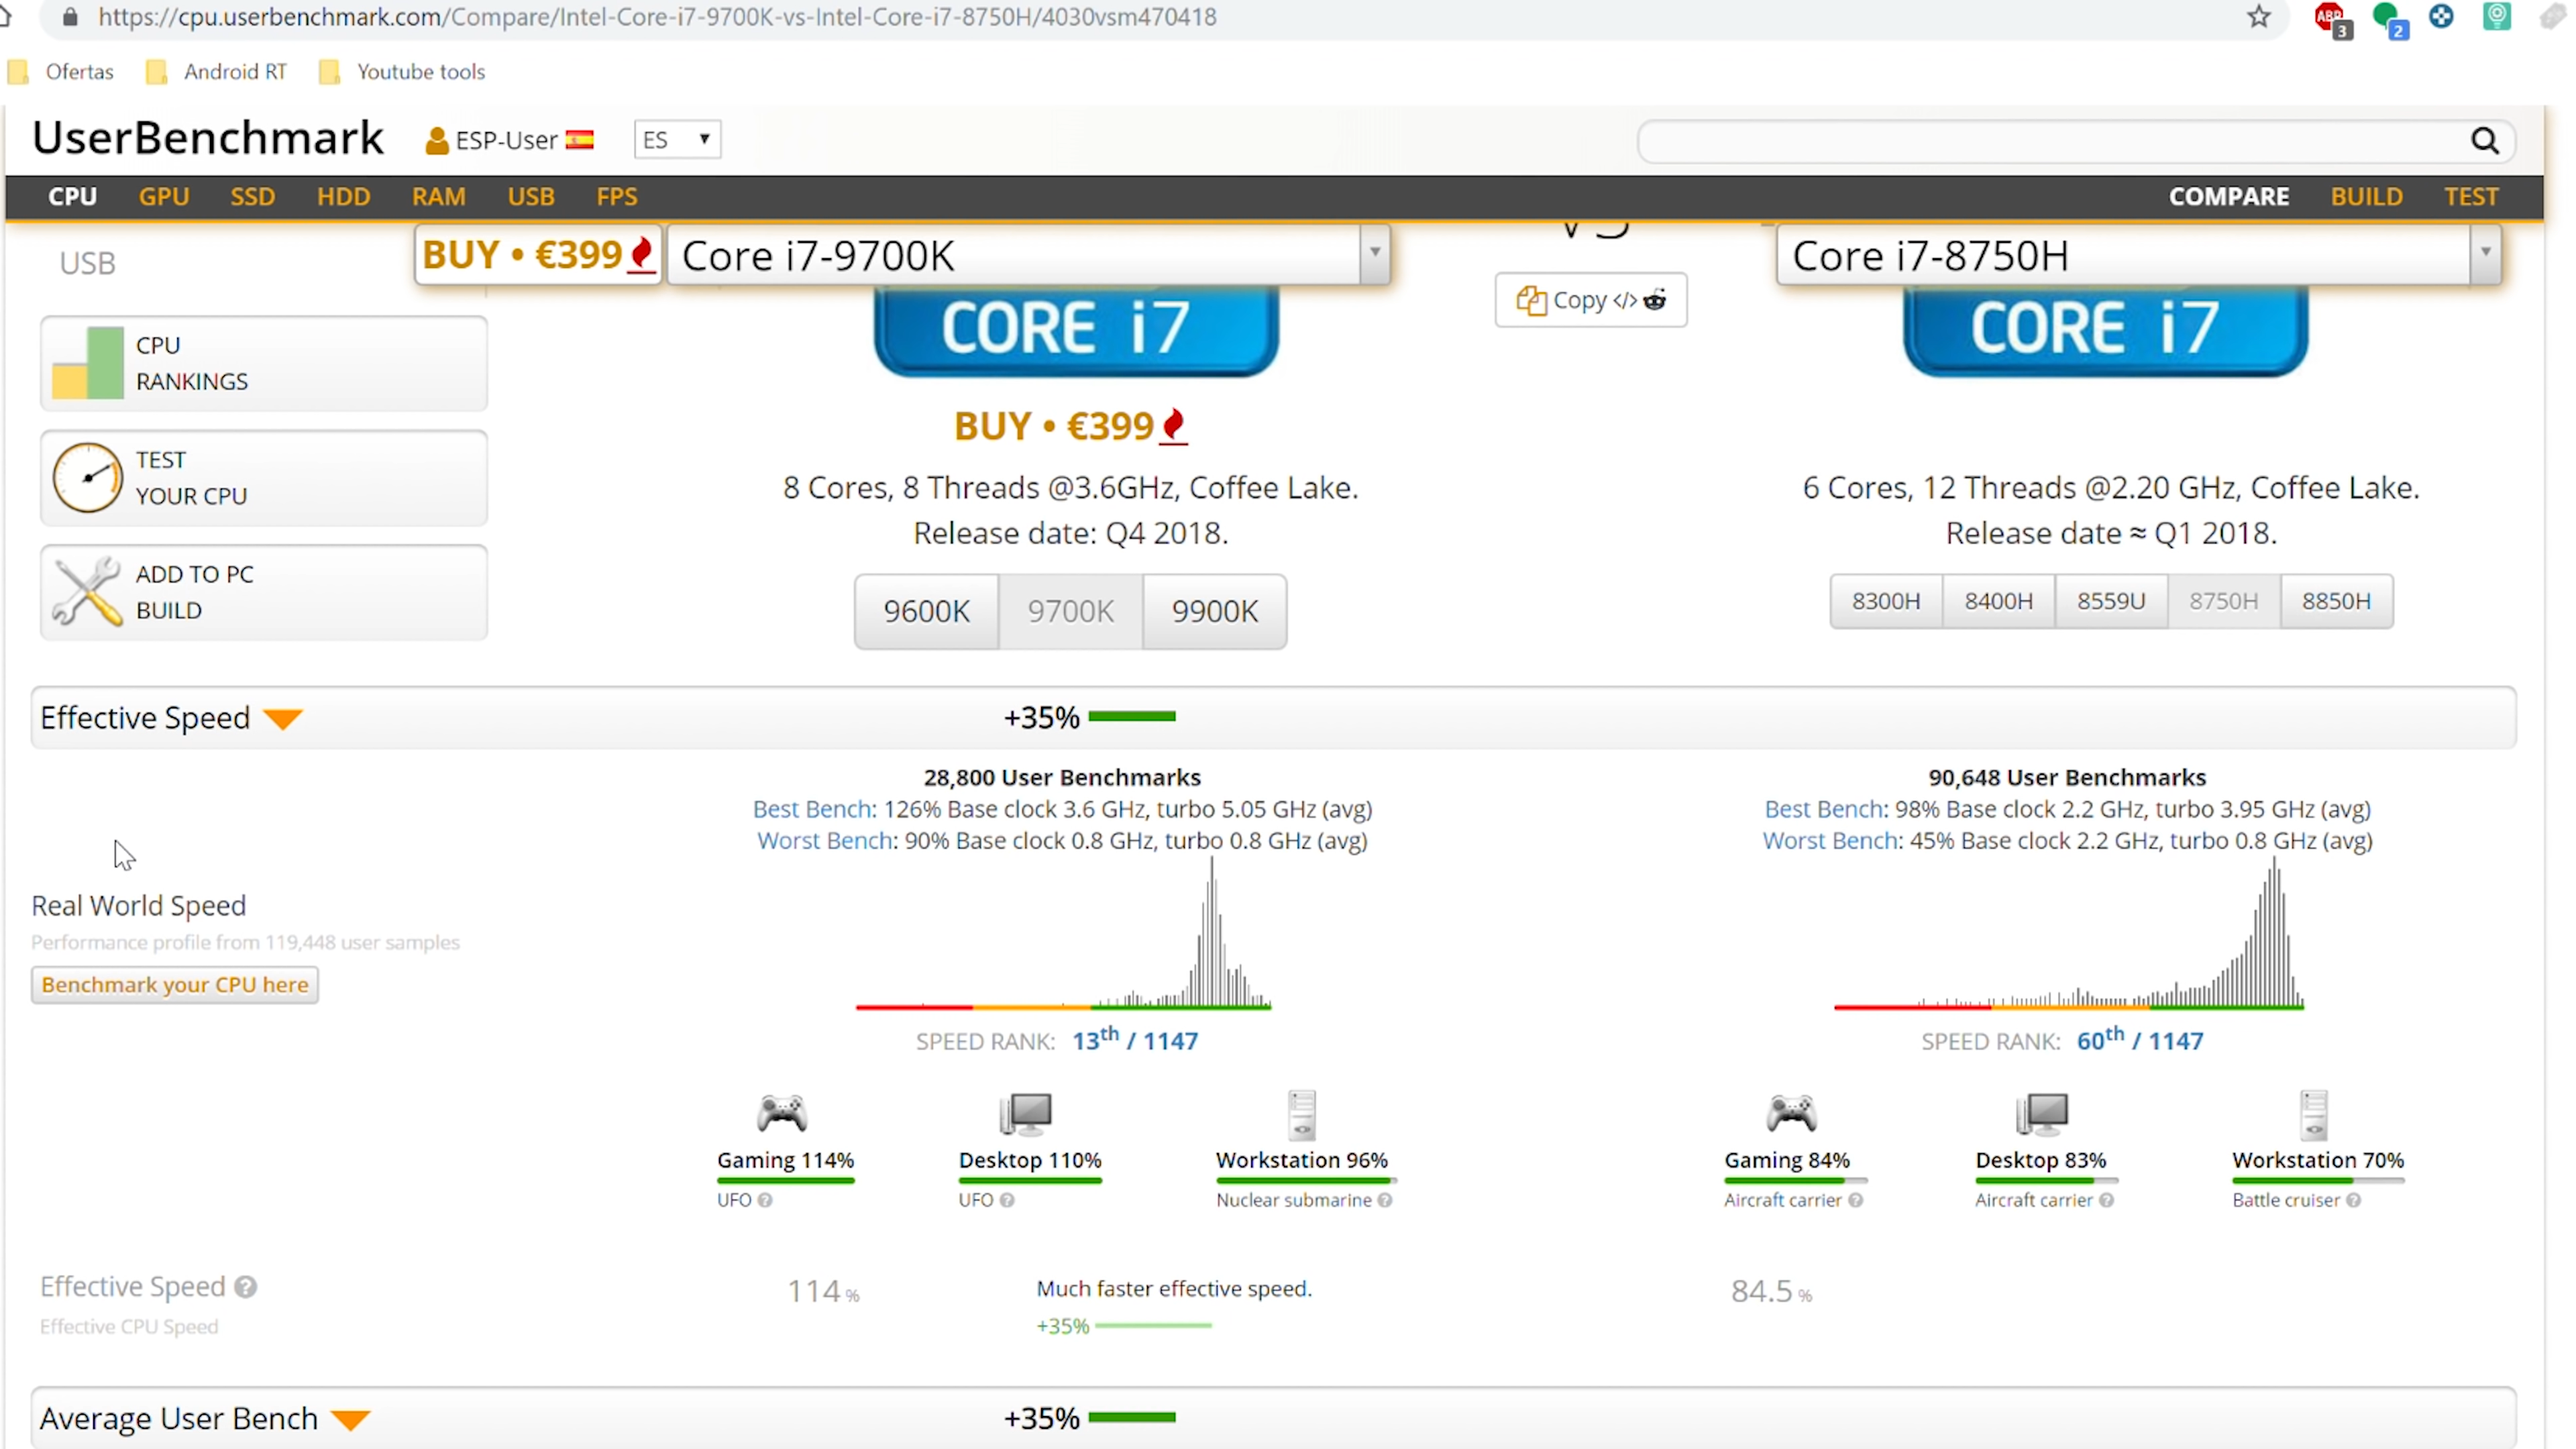 https://cpu.userbenchmark.com/Compare/Intel-Core-i7-9700K-vs-Intel-Core-i7-8750H/4030vsm470418
ABP 3 2
Ofertas Android RT Youtube tools
UserBenchmark ESP-User ES
CPU GPU SSD HDD RAM USB FPS COMPARE BUILD TEST
USB
BUY • €399 Core i7-9700K
Core i7-8750H
Copy </>
CORE i7
CORE i7
CPU
RANKINGS
TEST
YOUR CPU
ADD TO PC
BUILD
BUY • €399
8 Cores, 8 Threads @3.6GHz, Coffee Lake.
Release date: Q4 2018.
9600K 9700K 9900K
6 Cores, 12 Threads @2.20 GHz, Coffee Lake.
Release date ≈ Q1 2018.
8300H 8400H 8559U 8750H 8850H
Effective Speed +35%
Real World Speed
Performance profile from 119,448 user samples
Benchmark your CPU here
28,800 User Benchmarks
Best Bench: 126% Base clock 3.6 GHz, turbo 5.05 GHz (avg)
Worst Bench: 90% Base clock 0.8 GHz, turbo 0.8 GHz (avg)
SPEED RANK: 13th / 1147
Gaming 114% Desktop 110% Workstation 96%
UFO ? UFO ? Nuclear submarine ?
90,648 User Benchmarks
Best Bench: 98% Base clock 2.2 GHz, turbo 3.95 GHz (avg)
Worst Bench: 45% Base clock 2.2 GHz, turbo 0.8 GHz (avg)
SPEED RANK: 60th / 1147
Gaming 84% Desktop 83% Workstation 70%
Aircraft carrier ? Aircraft carrier ? Battle cruiser ?
Effective Speed ? 114 % Much faster effective speed. 84.5 %
Effective CPU Speed +35%
Average User Bench +35%